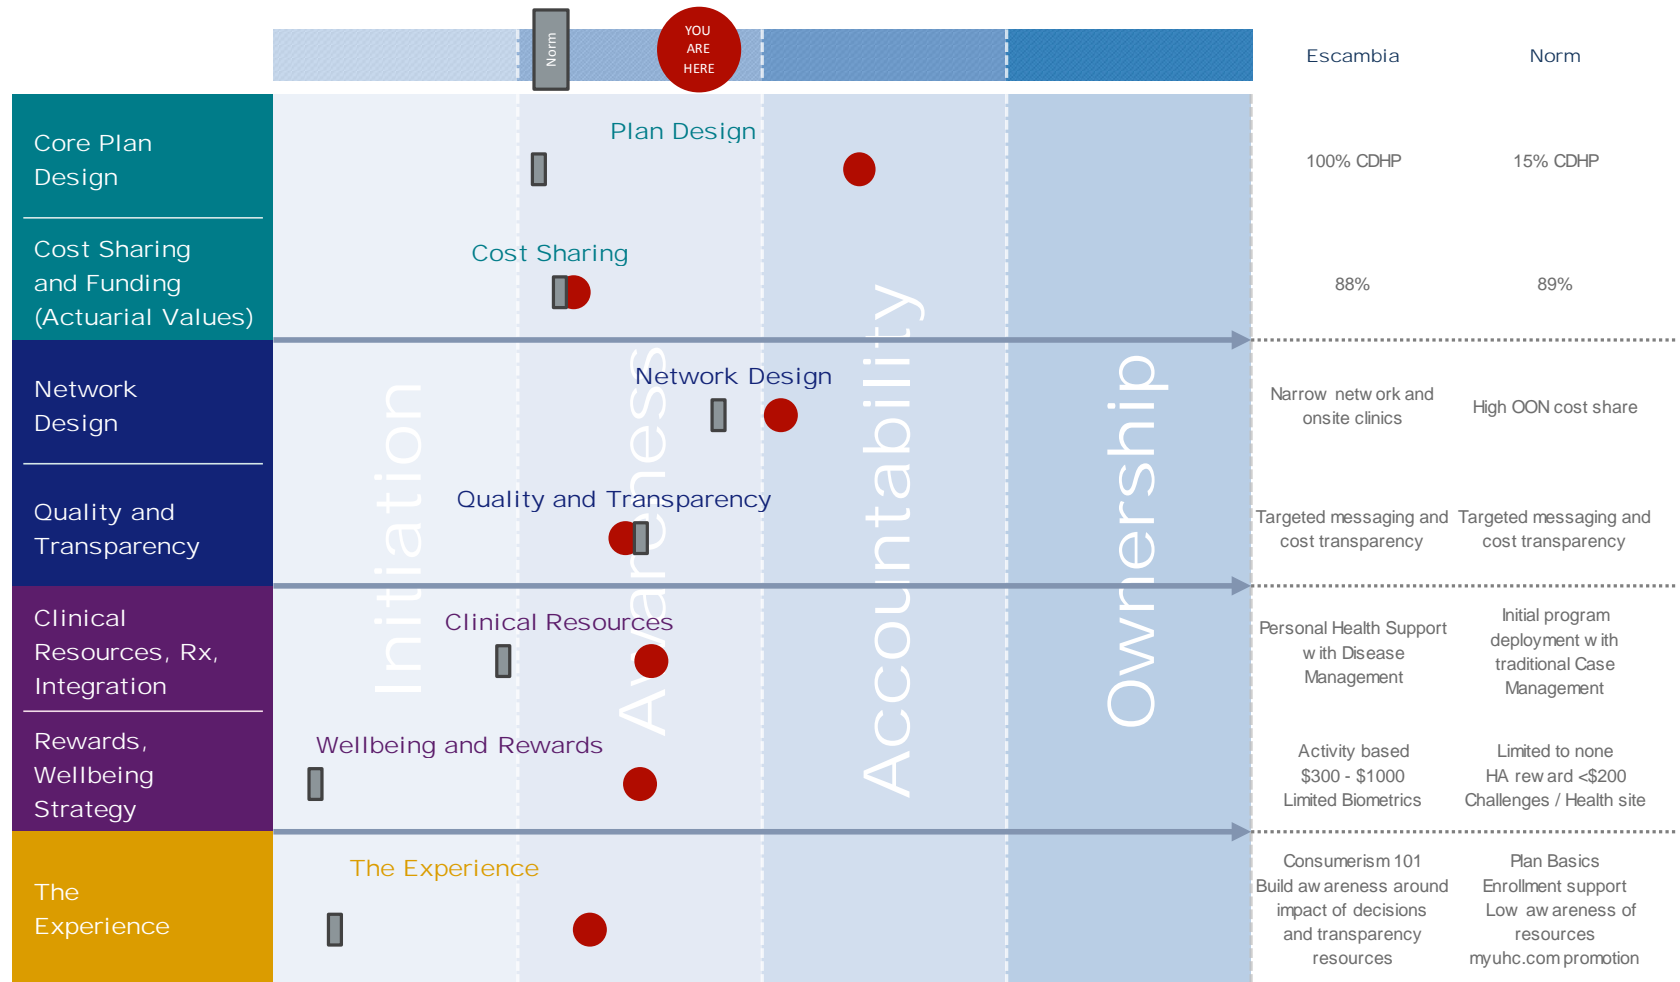 Norm
YOU
ARE
HERE
Escambia
Norm
Core Plan
Design
Plan Design
100% CDHP
15% CDHP
Cost Sharing
and Funding
(Actuarial Values)
Cost Sharing
88%
89%
Network
Design
Network Design
Narrow network and
onsite clinics
High OON cost share
Quality and
Transparency
Quality and Transparency
Targeted messaging and
cost transparency
Targeted messaging and
cost transparency
Clinical
Resources, Rx,
Integration
Clinical Resources
Personal Health Support
with Disease
Management
Initial program
deployment with
traditional Case
Management
Rewards,
Wellbeing
Strategy
Wellbeing and Rewards
Activity based
$300 - $1000
Limited Biometrics
Limited to none
HA reward <$200
Challenges / Health site
The
Experience
The Experience
Consumerism 101
Build awareness around
impact of decisions
and transparency
resources
Plan Basics
Enrollment support
Low awareness of
resources
myuhc.com promotion
Initiation
Awareness
Accountability
Ownership